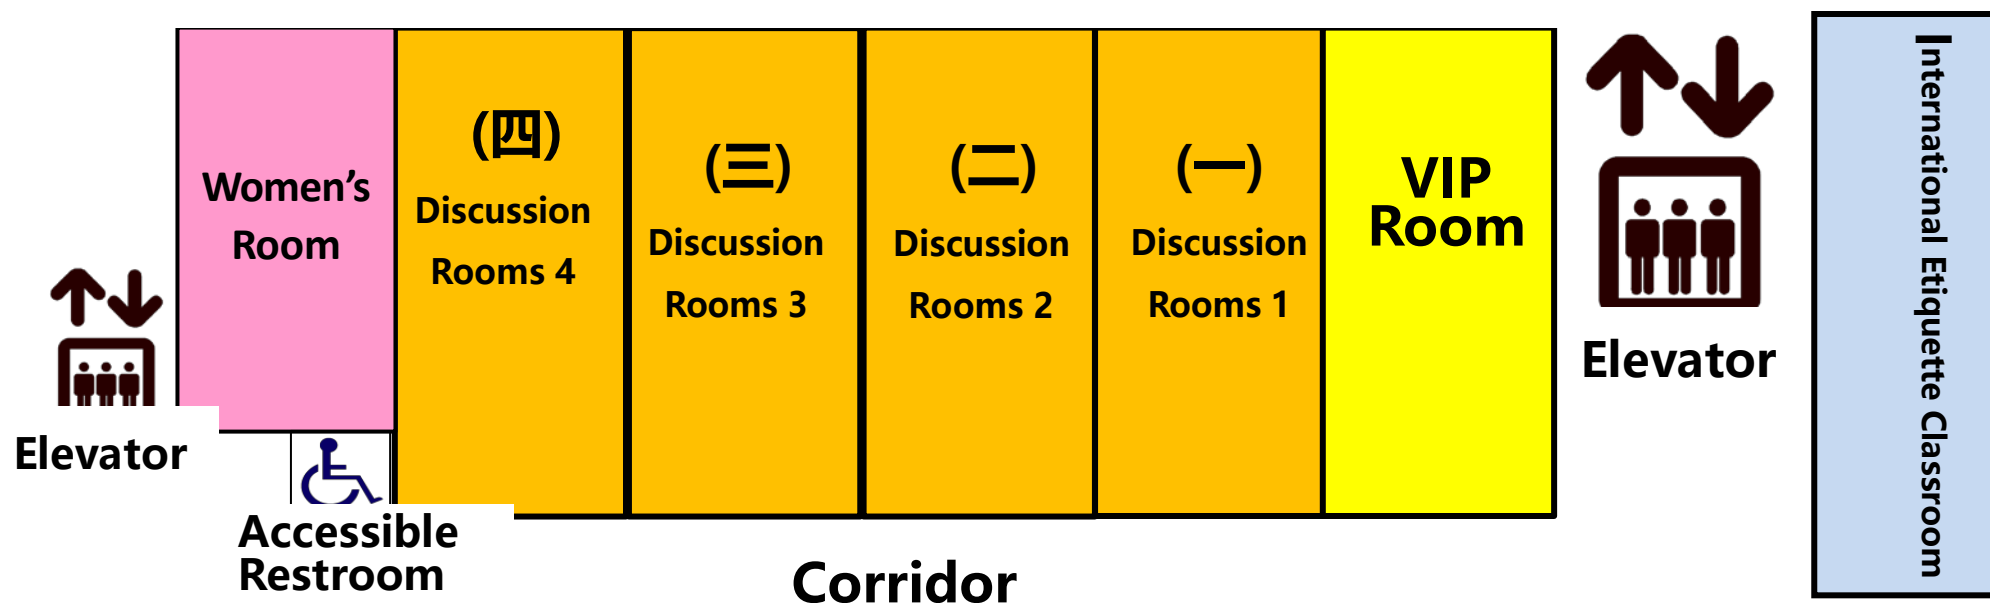 Women’s
Room
(四)
Discussion
Rooms 4
(三)
Discussion
Rooms 3
(二)
Discussion
Rooms 2
(一)
Discussion
Rooms 1
VIP
Room
Elevator
International Etiquette Classroom
Elevator
Accessible
Restroom
Corridor